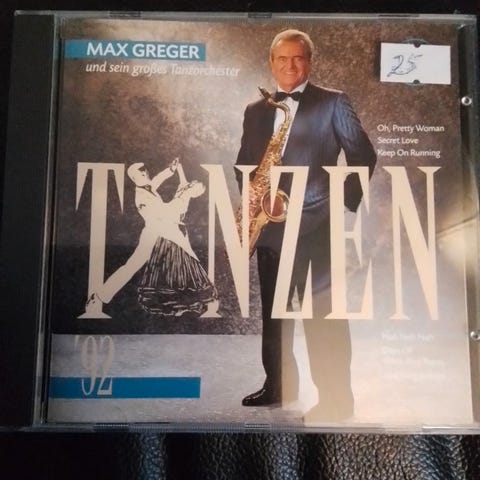 MAX GREGER
und sein großes Tanzorchester
25
Oh, Pretty Woman
Secret Love
Keep On Running
TANZEN
'92